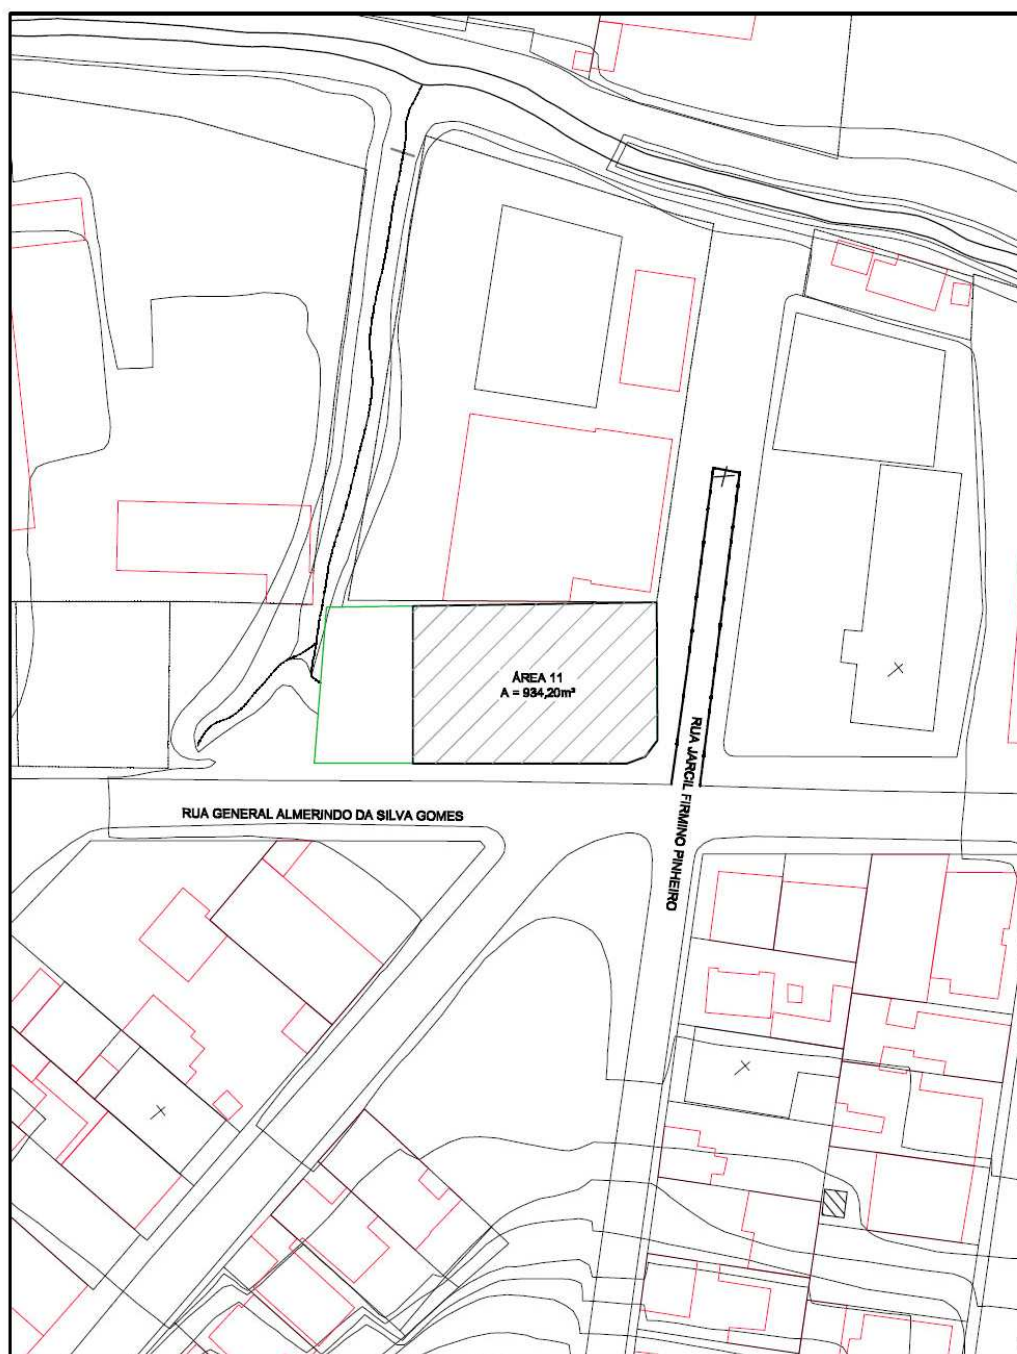 ÁREA 11
A = 934,20m²
RUA JARCIL FIRMINO PINHEIRO
RUA GENERAL ALMERINDO DA SILVA GOMES